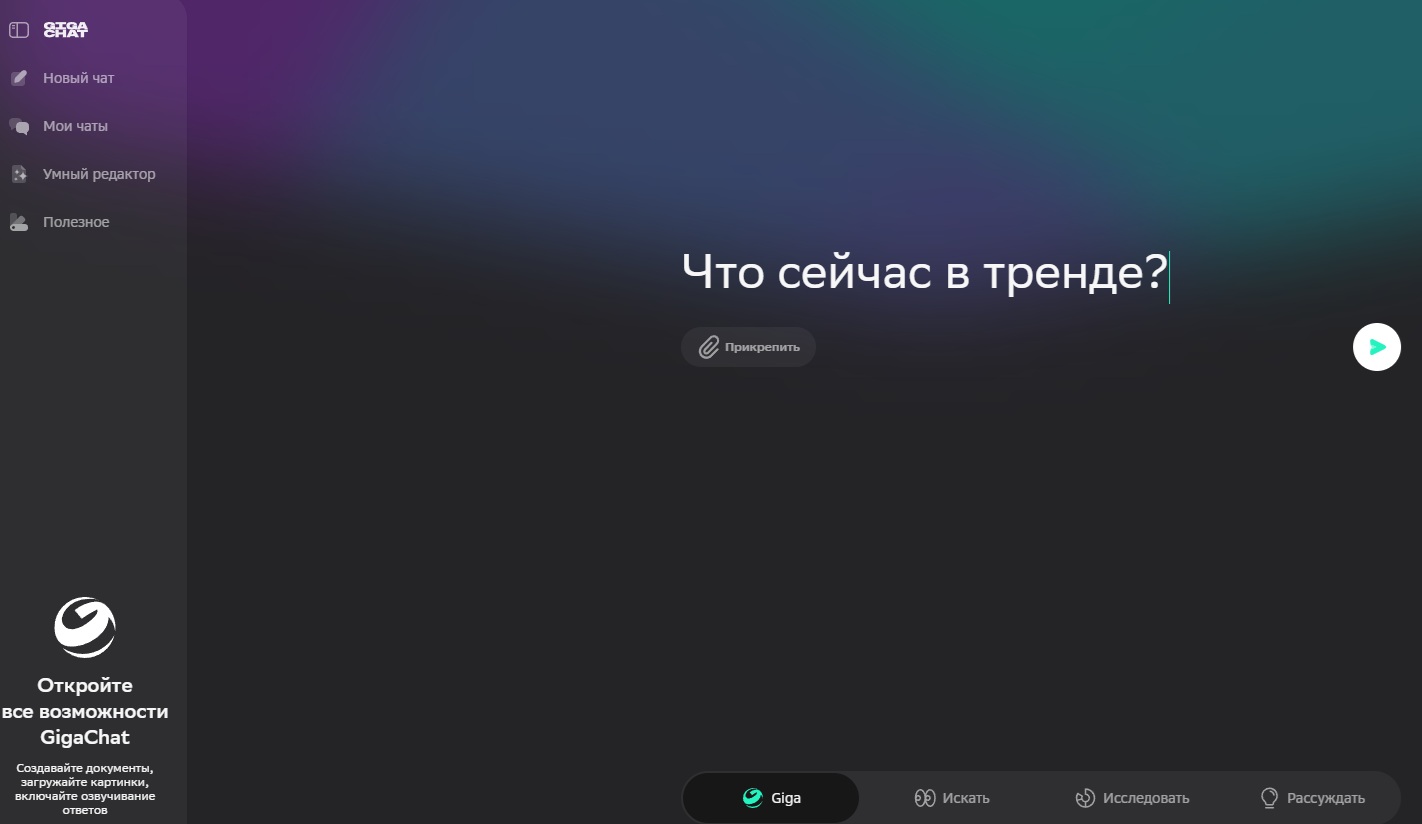 GIGA
CHAT
Новый чат
Мои чаты
Умный редактор
Полезное
Что сейчас в тренде?
Прикрепить
Откройте
все возможности
GigaChat
Создавайте документы,
загружайте картинки,
включайте озвучивание
ответов
Giga
Искать
Исследовать
Рассуждать